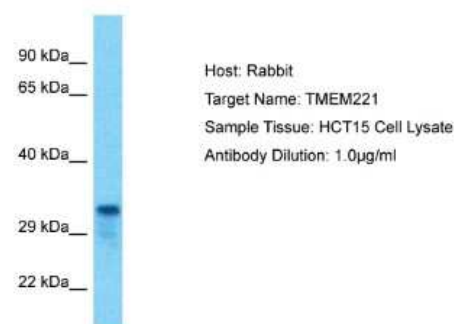 90 kDa
65 kDa
40 kDa
29 kDa
22 kDa
Host: Rabbit
Target Name: TMEM221
Sample Tissue: HCT15 Cell Lysate
Antibody Dilution: 1.0µg/ml